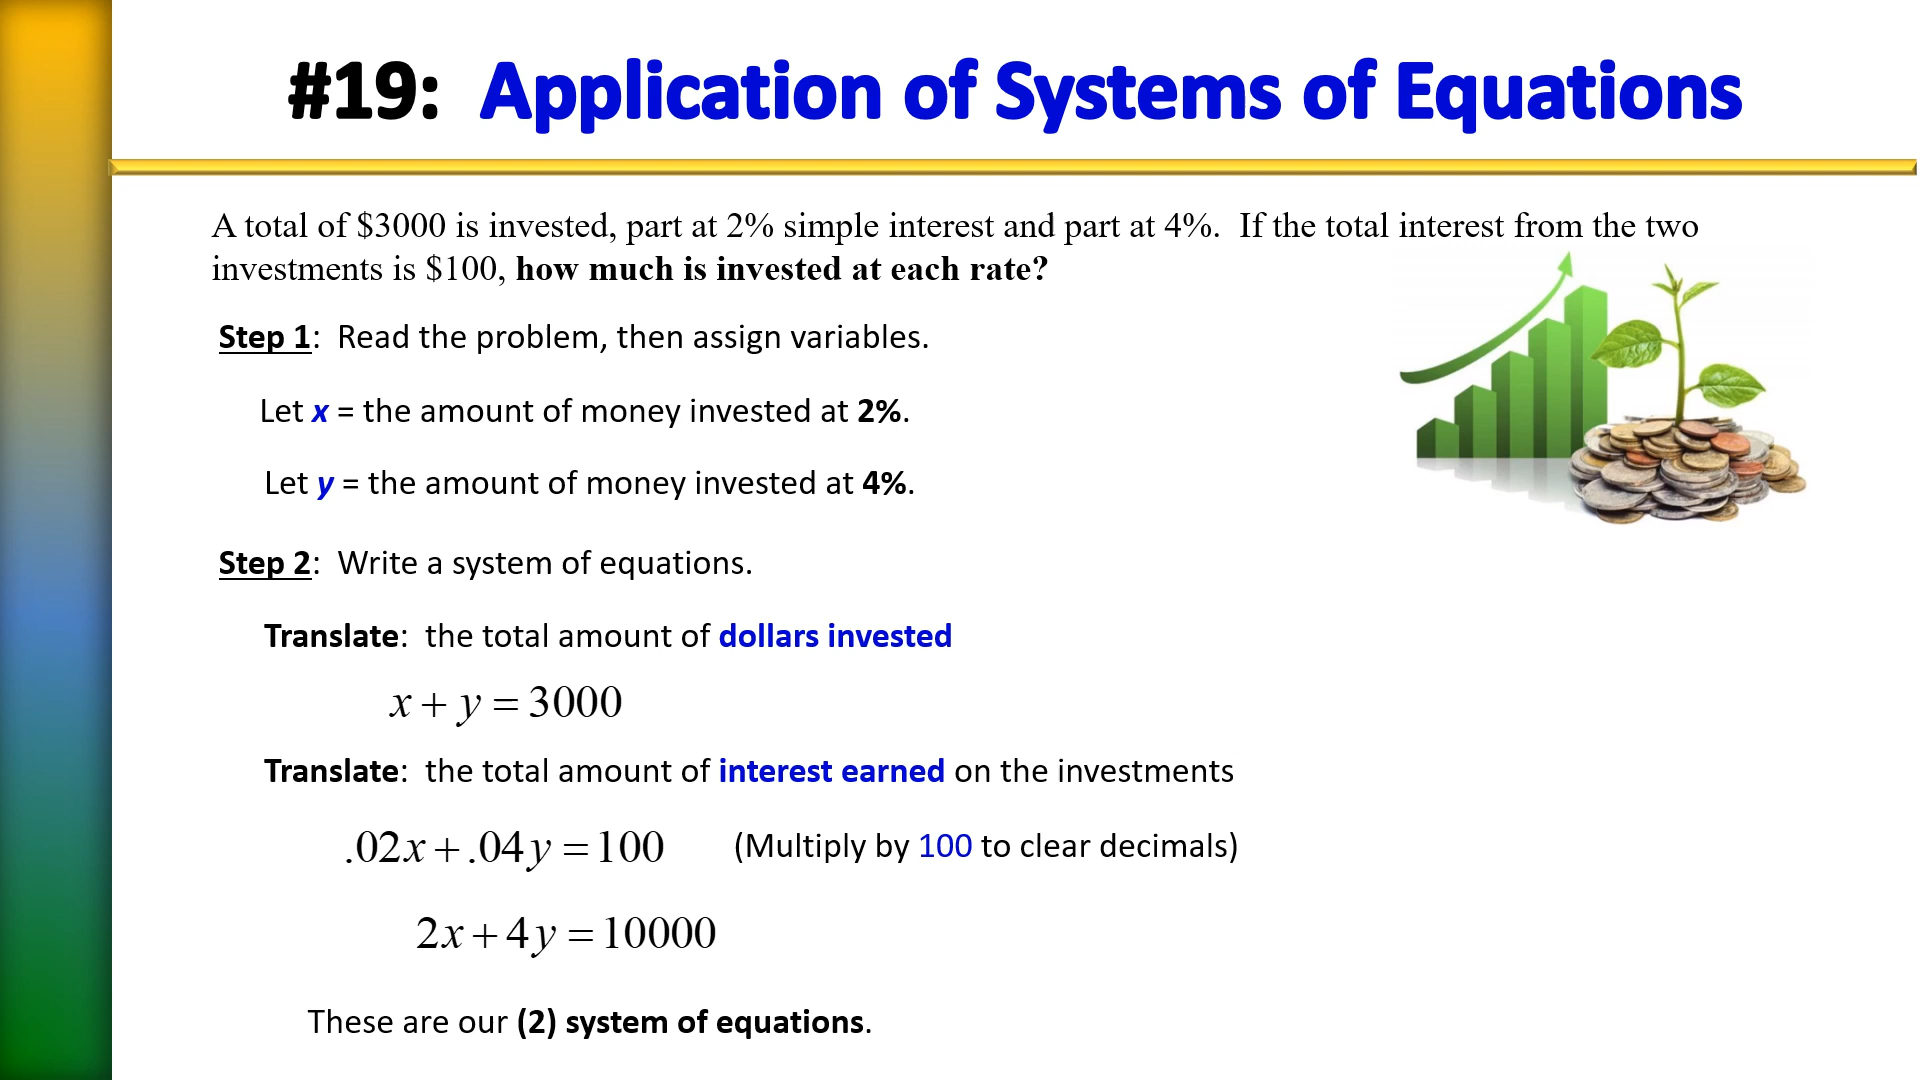 #19: Application of Systems of Equations
A total of $3000 is invested, part at 2% simple interest and part at 4%. If the total interest from the two
investments is $100, how much is invested at each rate?
Step 1: Read the problem, then assign variables.
Let x = the amount of money invested at 2%.
Let y = the amount of money invested at 4%.
Step 2: Write a system of equations.
Translate: the total amount of dollars invested
x + y = 3000
Translate: the total amount of interest earned on the investments
.02x + .04y = 100 (Multiply by 100 to clear decimals)
2x + 4y = 10000
These are our (2) system of equations.